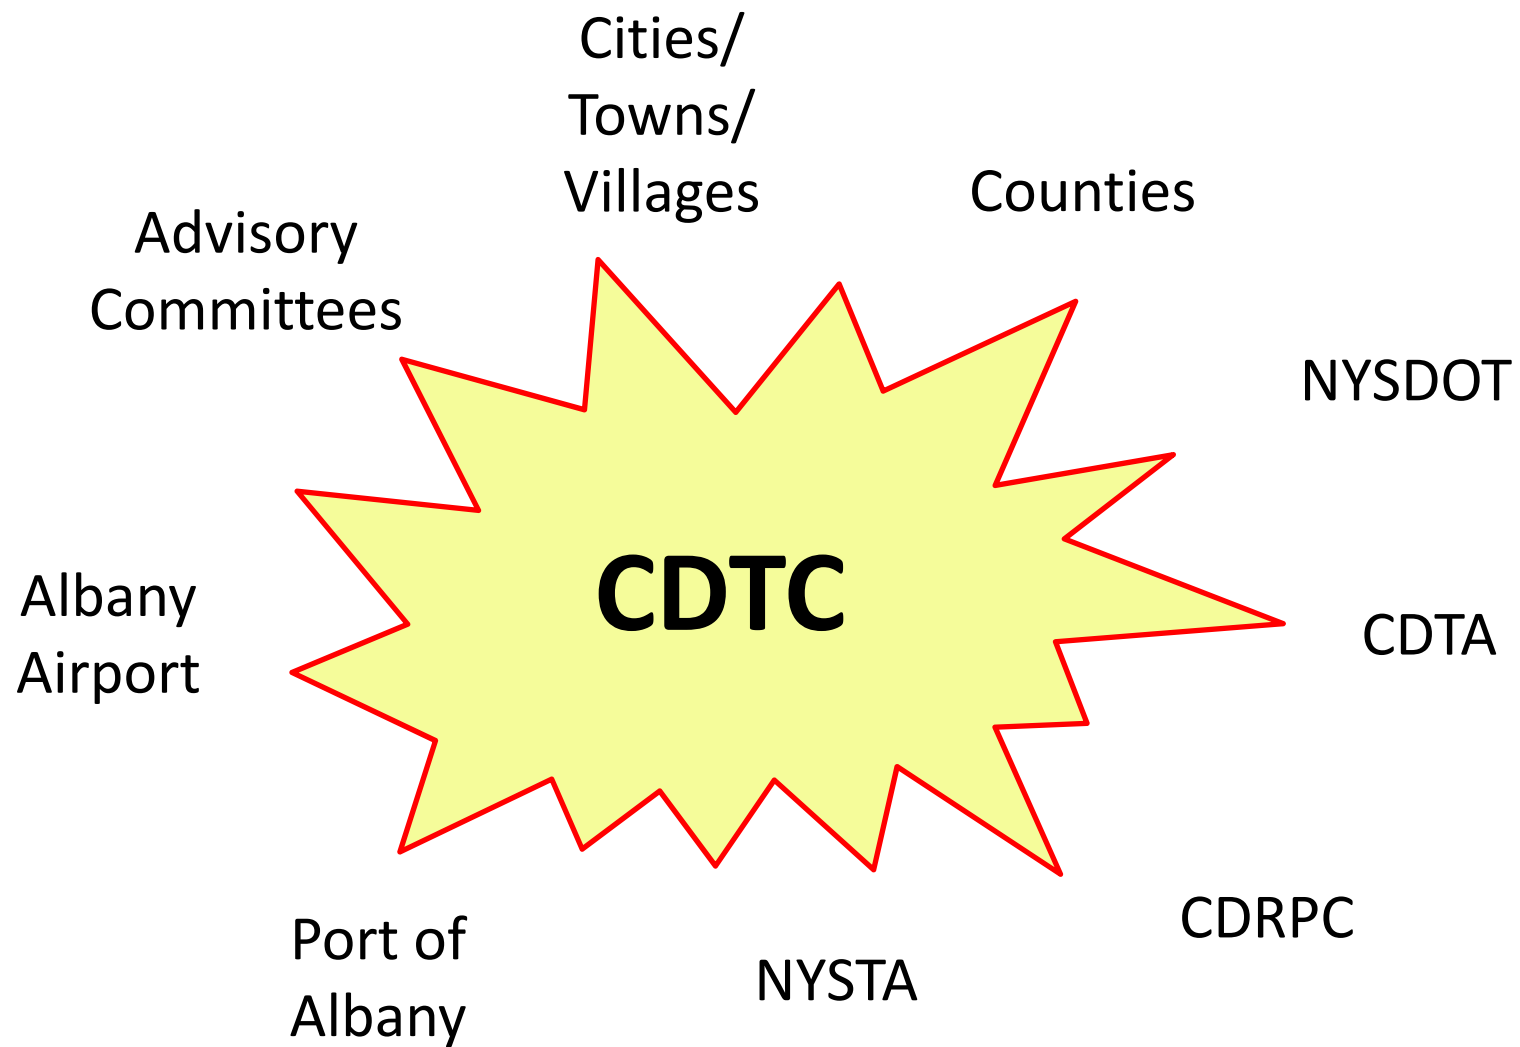 Cities/
Towns/
Villages
Counties
Advisory
Committees
NYSDOT
CDTC
Albany
Airport
CDTA
CDRPC
Port of
Albany
NYSTA